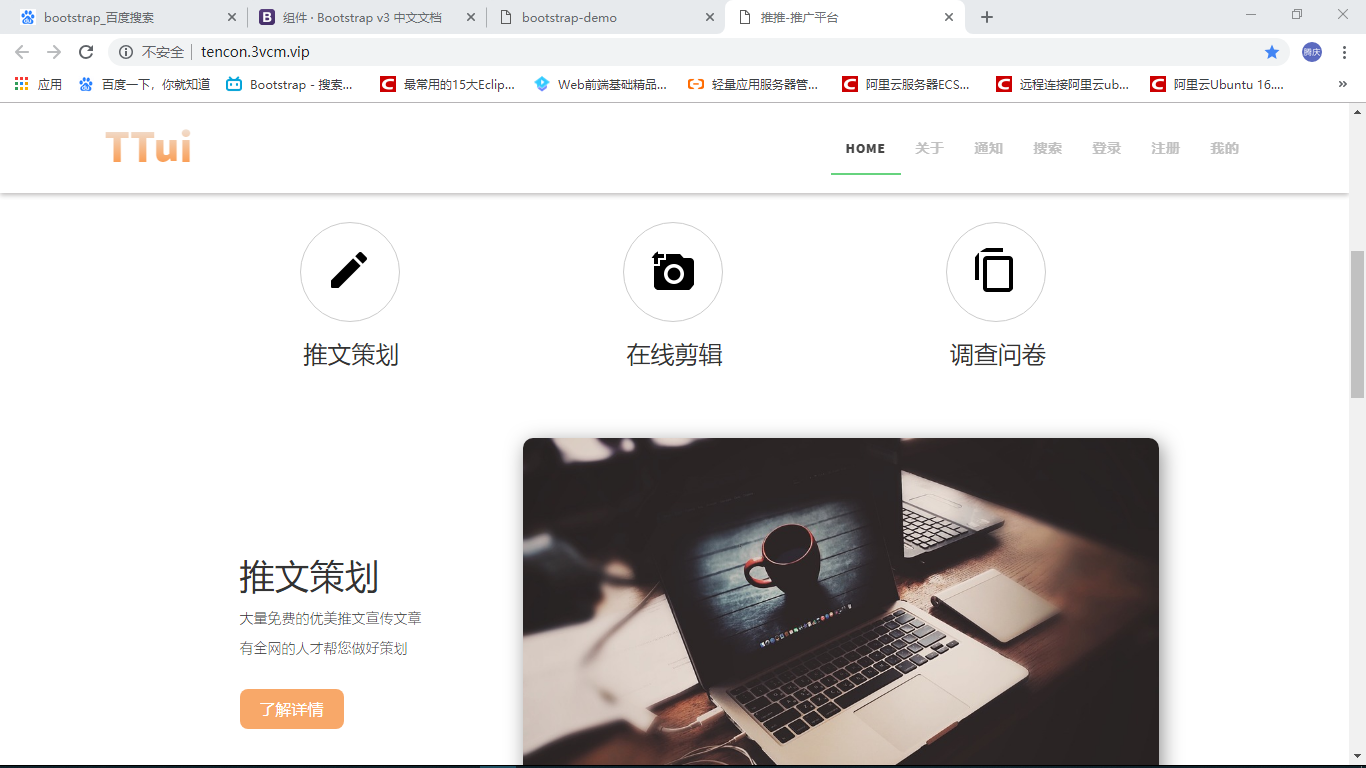 bootstrap_百度搜索
组件 · Bootstrap v3 中文文档
bootstrap-demo
推推-推广平台
不安全 tencon.3vcm.vip
腾庆
应用
百度一下，你就知道
Bootstrap - 搜索...
最常用的15大Eclip...
Web前端基础精品...
轻量应用服务器管...
阿里云服务器ECS...
远程连接阿里云ub...
阿里云Ubuntu 16....
TTui
HOME 关于 通知 搜索 登录 注册 我的
推文策划
在线剪辑
调查问卷
推文策划
大量免费的优美推文宣传文章
有全网的人才帮您做好策划
了解详情